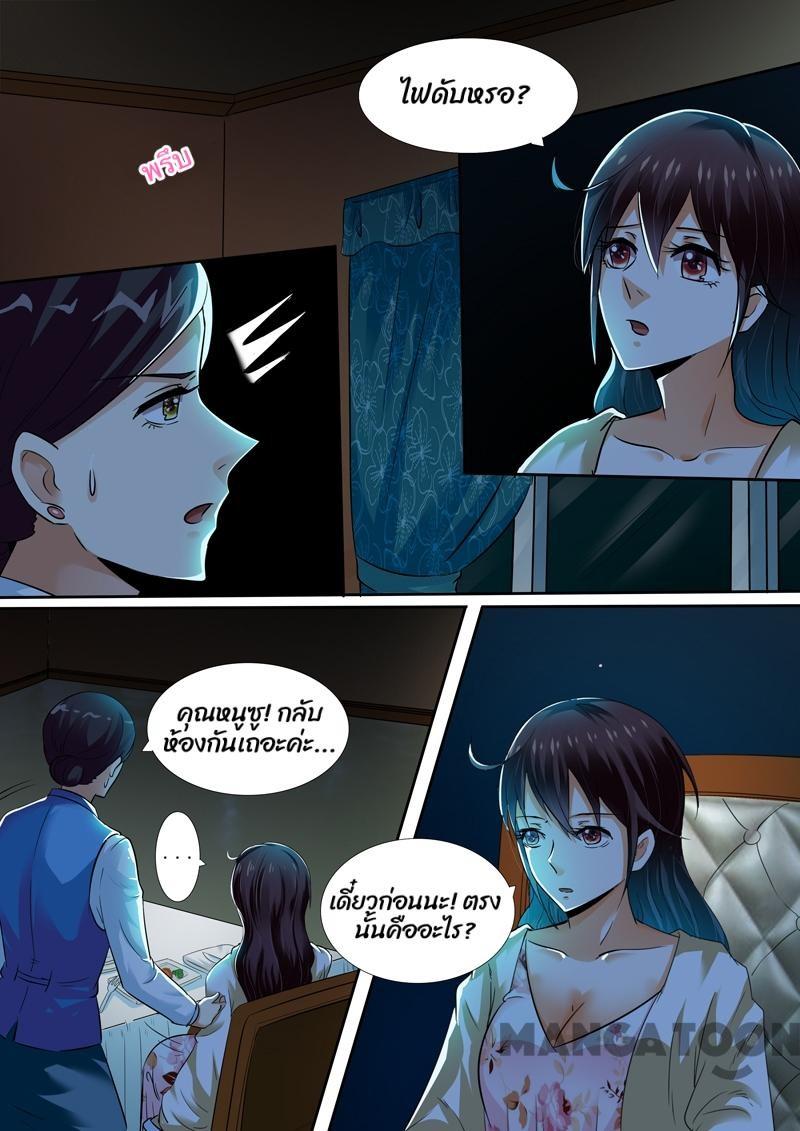 ไฟดับหรอ?
พรึบ
คุณหนูซู! กลับ
ห้องกันเถอะค่ะ...
...
เดี๋ยวก่อนนะ! ตรง
นั้นคืออะไร?
MANGATOON